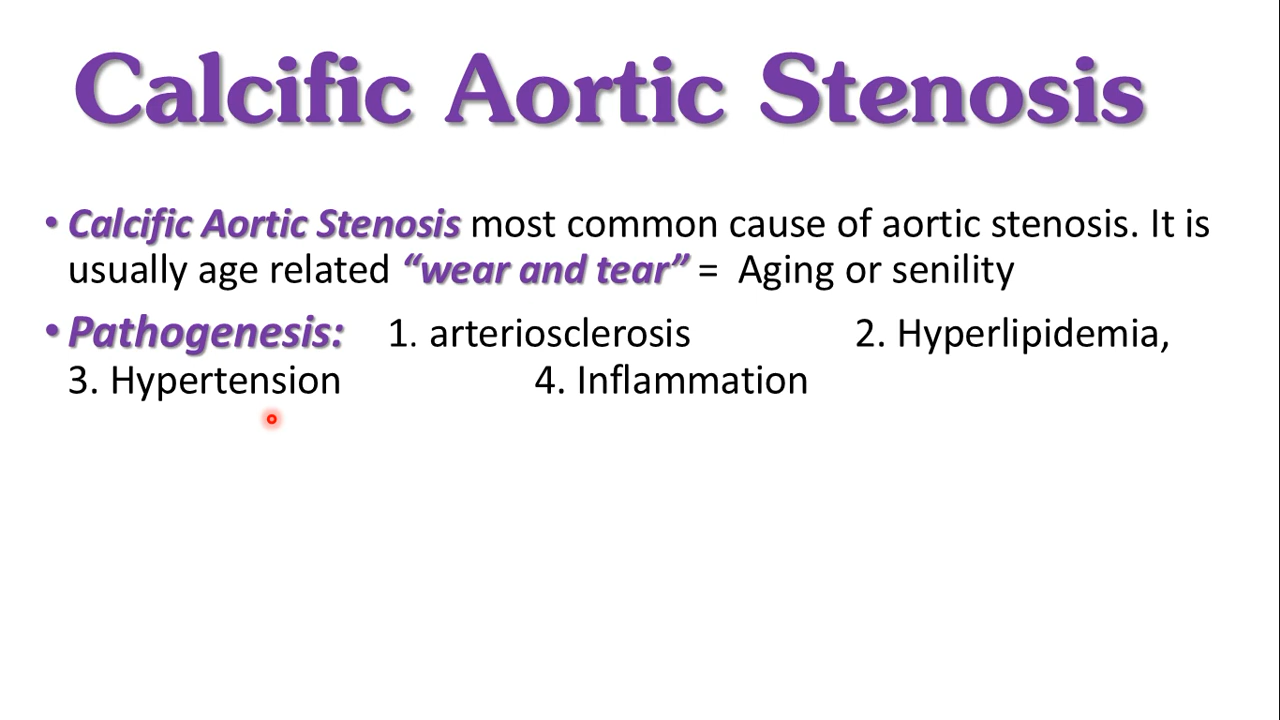 Calcific Aortic Stenosis
• Calcific Aortic Stenosis most common cause of aortic stenosis. It is
usually age related “wear and tear” = Aging or senility
• Pathogenesis: 1. arteriosclerosis 2. Hyperlipidemia,
3. Hypertension 4. Inflammation